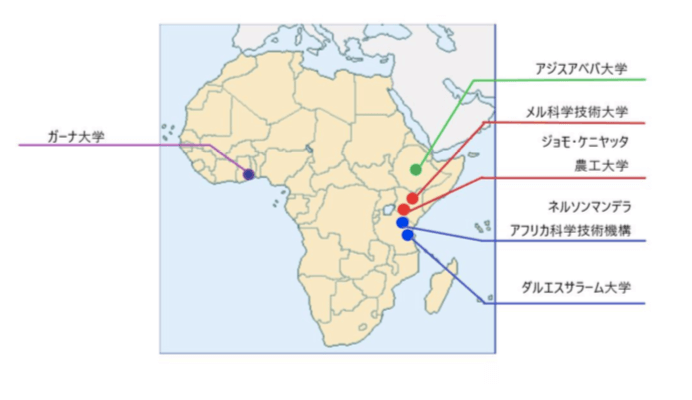 アジスアベバ大学
メル科学技術大学
ガーナ大学
ジョモ・ケニヤッタ
農工大学
ネルソンマンデラ
アフリカ科学技術機構
ダルエスサラーム大学